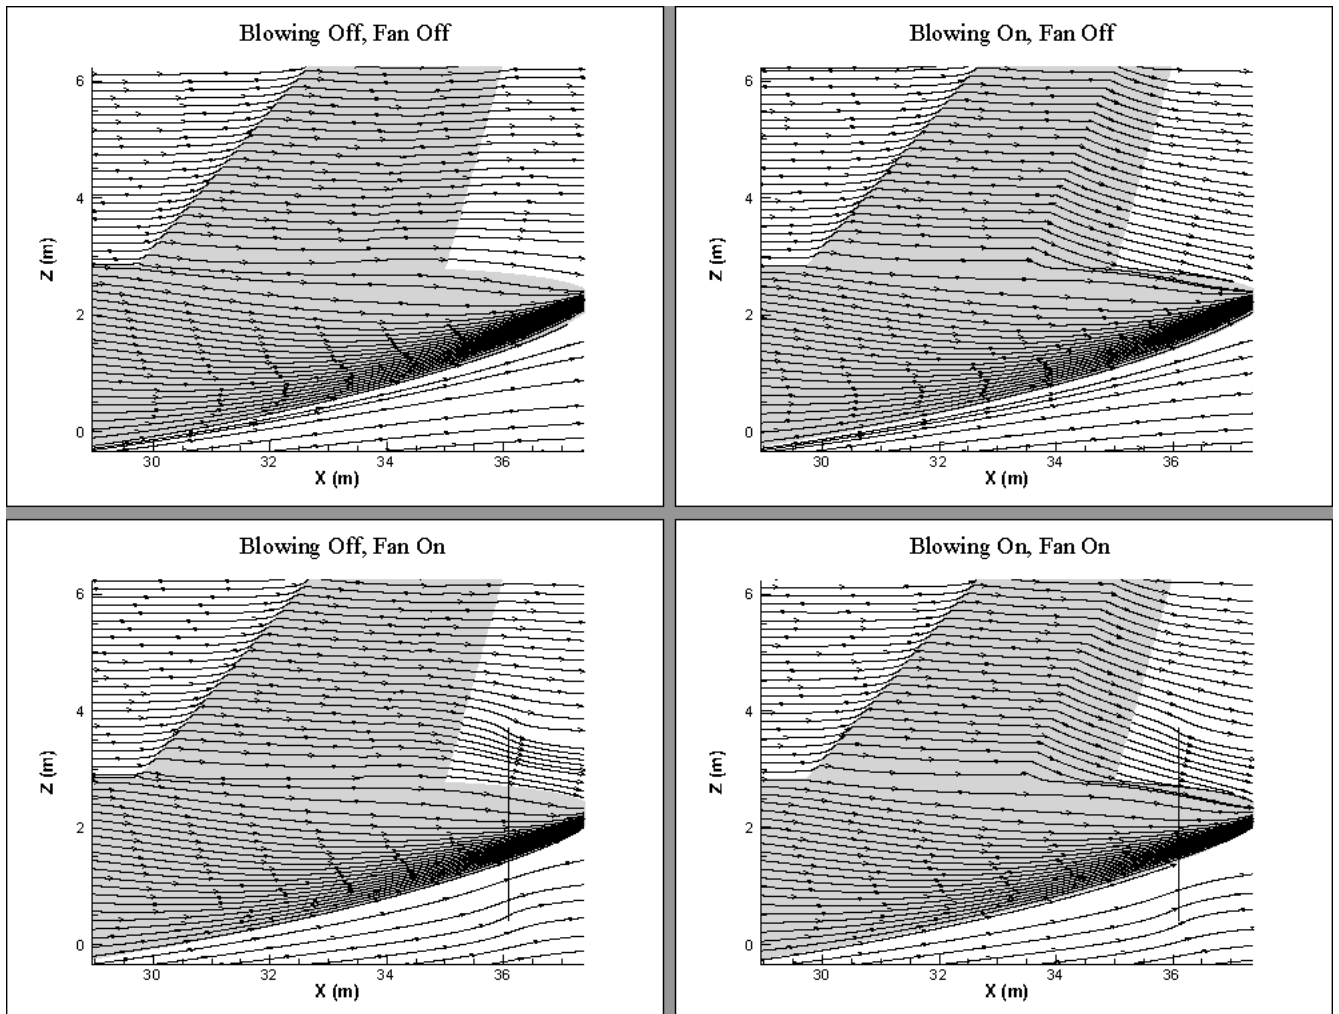 Blowing Off, Fan Off
6
4
2
0
Z (m)
30 32 34 36
X (m)
Blowing On, Fan Off
6
4
2
0
Z (m)
30 32 34 36
X (m)
Blowing Off, Fan On
6
4
2
0
Z (m)
30 32 34 36
X (m)
Blowing On, Fan On
6
4
2
0
Z (m)
30 32 34 36
X (m)